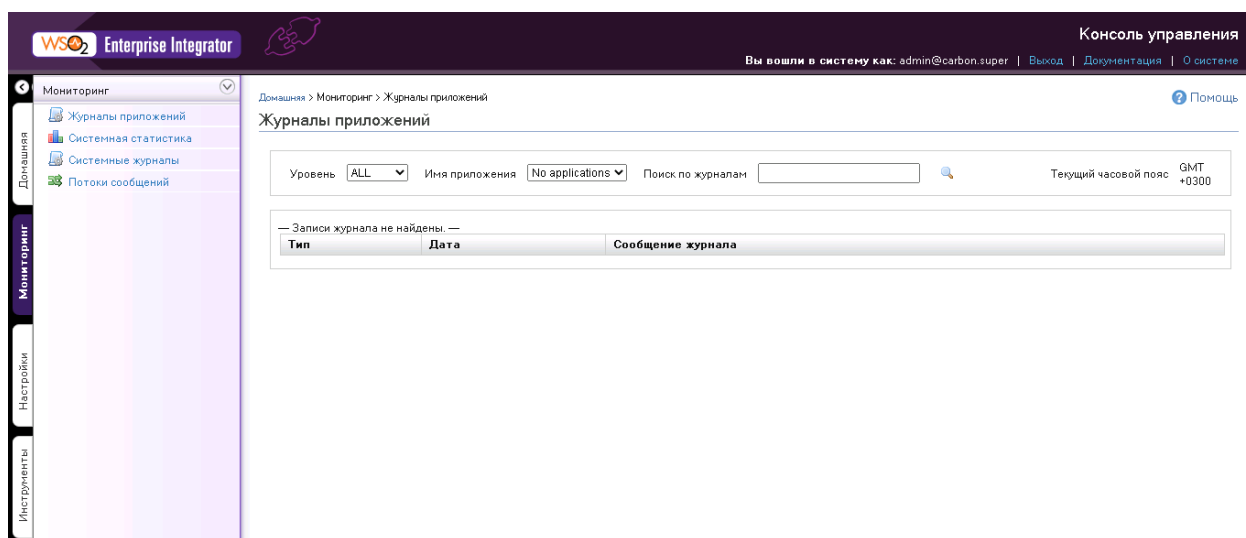 WSO2 Enterprise Integrator
Консоль управления
Вы вошли в систему как: admin@carbon.super | Выход | Документация | О системе
Домашняя
Мониторинг
Настройки
Инструменты
Мониторинг
Журналы приложений
Системная статистика
Системные журналы
Потоки сообщений
Домашняя > Мониторинг > Журналы приложений
Помощь
Журналы приложений
Уровень ALL Имя приложения No applications Поиск по журналам Текущий часовой пояс GMT
+0300
— Записи журнала не найдены. —
Тип Дата Сообщение журнала